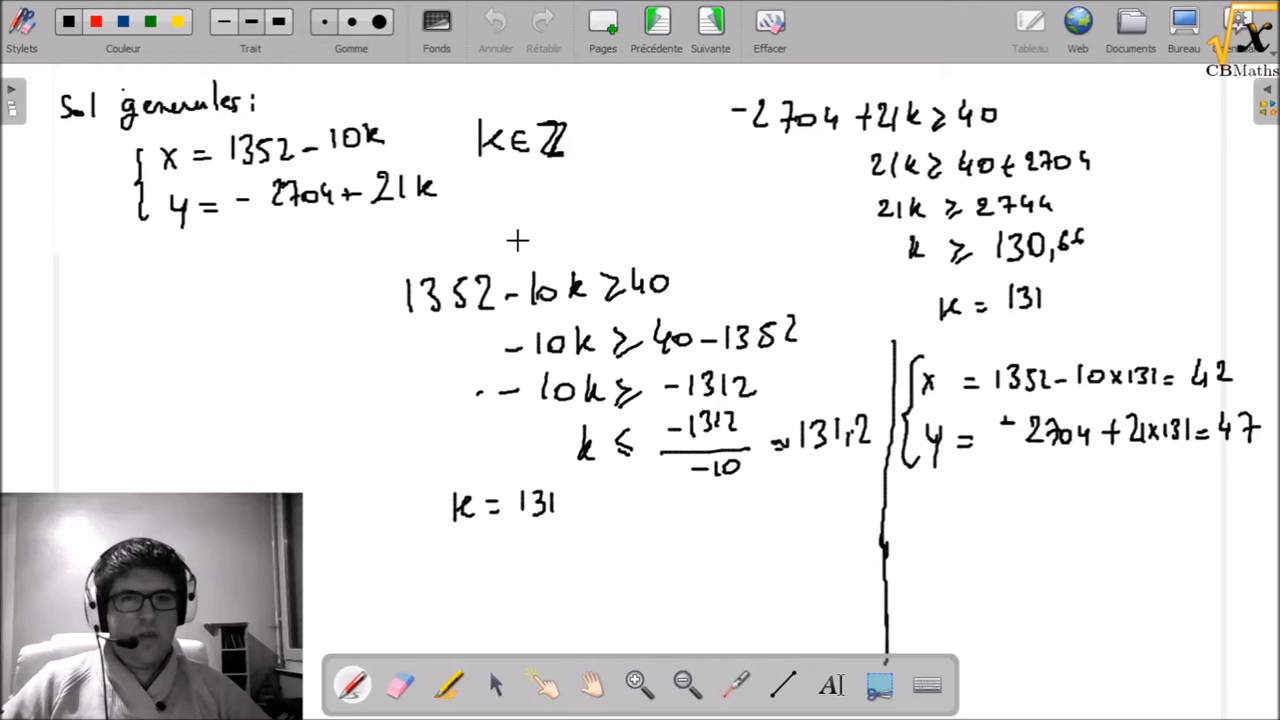 Stylets
Couleur
Trait
Gomme
Fonds
Annuler
Rétablir
Pages
Précédente
Suivante
Effacer
Tableau
Web
Documents
Bureau
√x
CBMaths
Sol generales:
x = 1352 - 10k
y = - 2704 + 21k
k ∈ ℤ
1352 - 10k ≥ 40
- 10k ≥ 40 - 1352
- 10k ≥ -1312
k ≤ -1312 / -10 = 131,2
k = 131
-2704 + 21k ≥ 40
21k ≥ 40 + 2704
21k ≥ 2744
k ≥ 130,66
k = 131
x = 1352 - 10 x 131 = 42
y = - 2704 + 21 x 131 = 47
AI